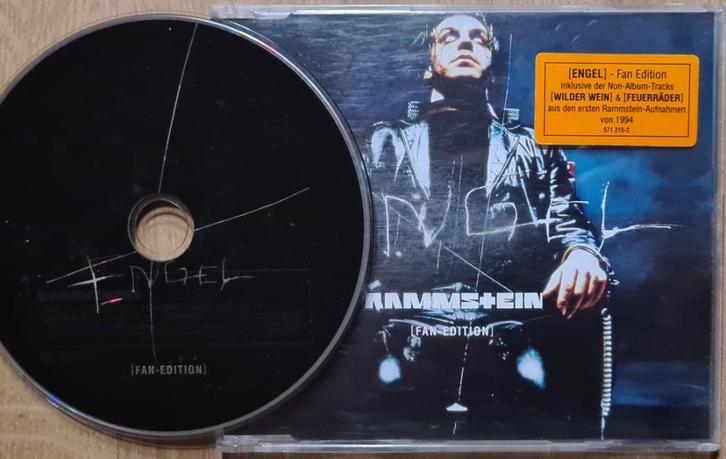 ENGEL
[FAN-EDITION]
[ENGEL] - Fan Edition
inklusive der Non-Album-Tracks
[WILDER WEIN] & [FEUERRÄDER]
aus den ersten Rammstein-Aufnahmen
von 1994
571 215-2
NGEL
RAMMSTEIN
[FAN-EDITION]